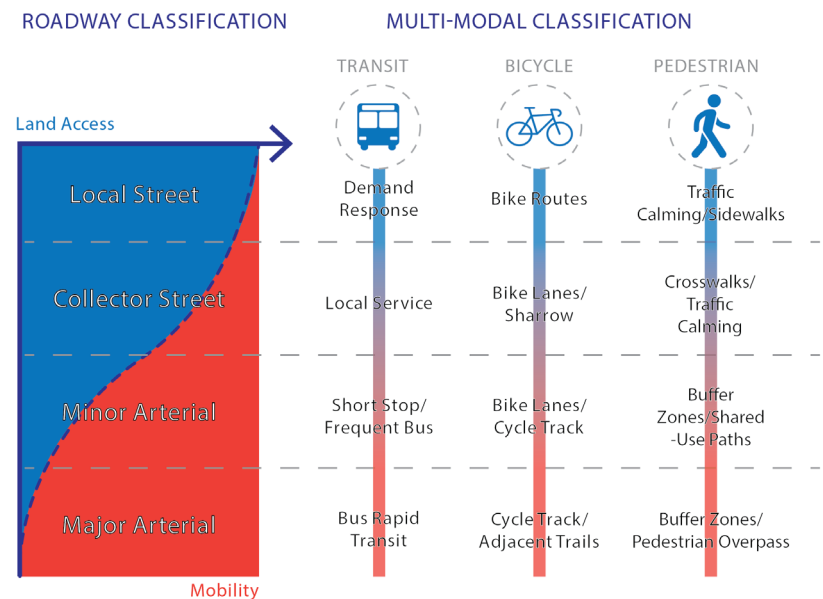 ROADWAY CLASSIFICATION
MULTI-MODAL CLASSIFICATION
TRANSIT
BICYCLE
PEDESTRIAN
Land Access
Local Street
Demand
Response
Bike Routes
Traffic
Calming/Sidewalks
Collector Street
Local Service
Bike Lanes/
Sharrow
Crosswalks/
Traffic
Calming
Minor Arterial
Short Stop/
Frequent Bus
Bike Lanes/
Cycle Track
Buffer
Zones/Shared
-Use Paths
Major Arterial
Bus Rapid
Transit
Cycle Track/
Adjacent Trails
Buffer Zones/
Pedestrian Overpass
Mobility